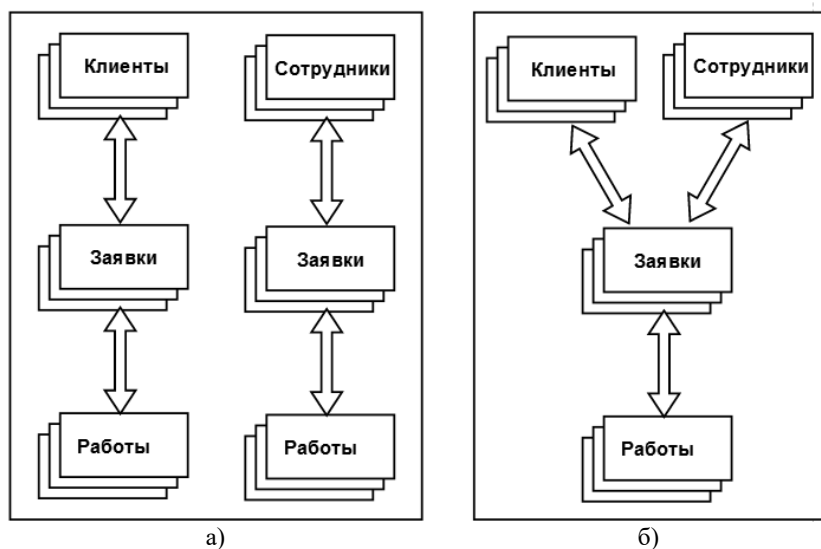 Клиенты
Сотрудники
Заявки
Заявки
Работы
Работы
а)
Клиенты
Сотрудники
Заявки
Работы
б)